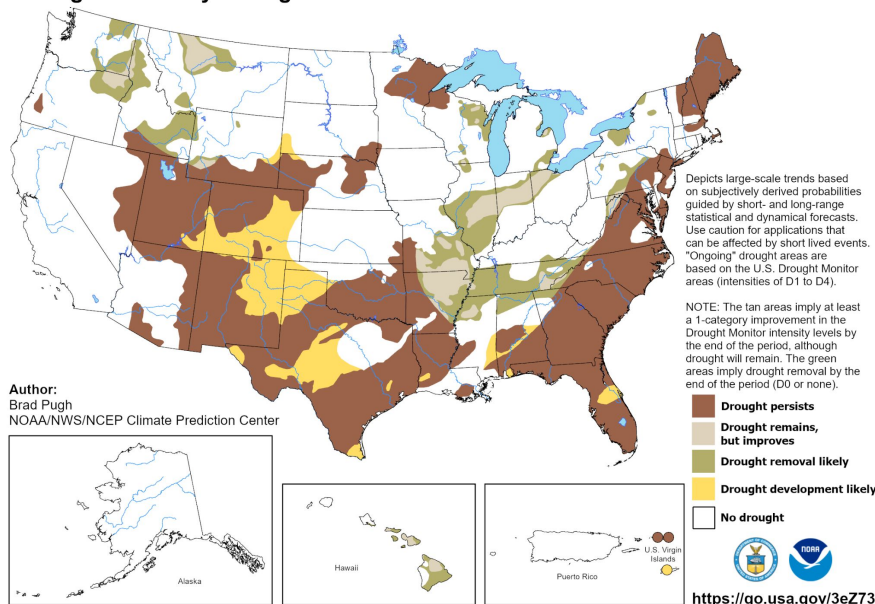 Depicts large-scale trends based
on subjectively derived probabilities
guided by short- and long-range
statistical and dynamical forecasts.
Use caution for applications that
can be affected by short lived events.
"Ongoing" drought areas are
based on the U.S. Drought Monitor
areas (intensities of D1 to D4).
NOTE: The tan areas imply at least
a 1-category improvement in the
Drought Monitor intensity levels by
the end of the period, although
drought will remain. The green
areas imply drought removal by the
end of the period (D0 or none).
Author:
Brad Pugh
NOAA/NWS/NCEP Climate Prediction Center
Drought persists
Drought remains,
but improves
Drought removal likely
Drought development likely
No drought
Alaska
Hawaii
Puerto Rico
U.S. Virgin
Islands
NOAA
https://go.usa.gov/3eZ73